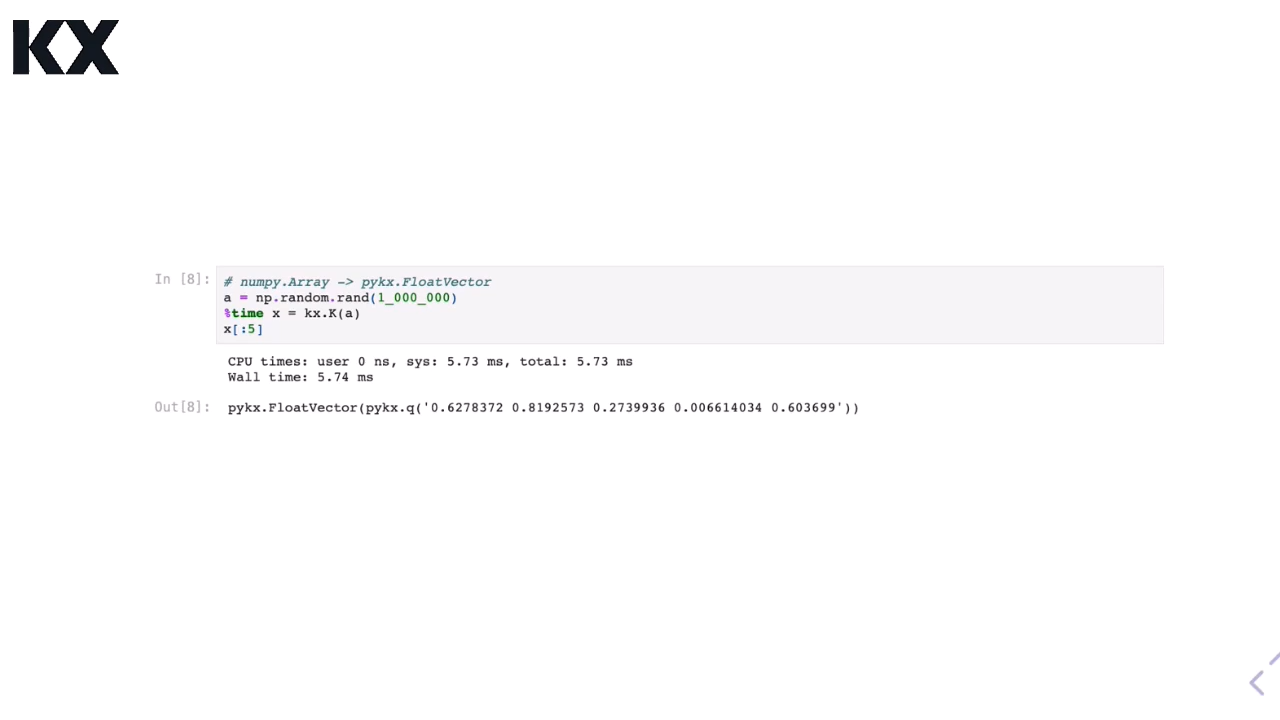 KX
In [8]:
# numpy.Array -> pykx.FloatVector
a = np.random.rand(1_000_000)
%time x = kx.K(a)
x[:5]
CPU times: user 0 ns, sys: 5.73 ms, total: 5.73 ms
Wall time: 5.74 ms
Out[8]: pykx.FloatVector(pykx.q('0.6278372 0.8192573 0.2739936 0.006614034 0.603699'))